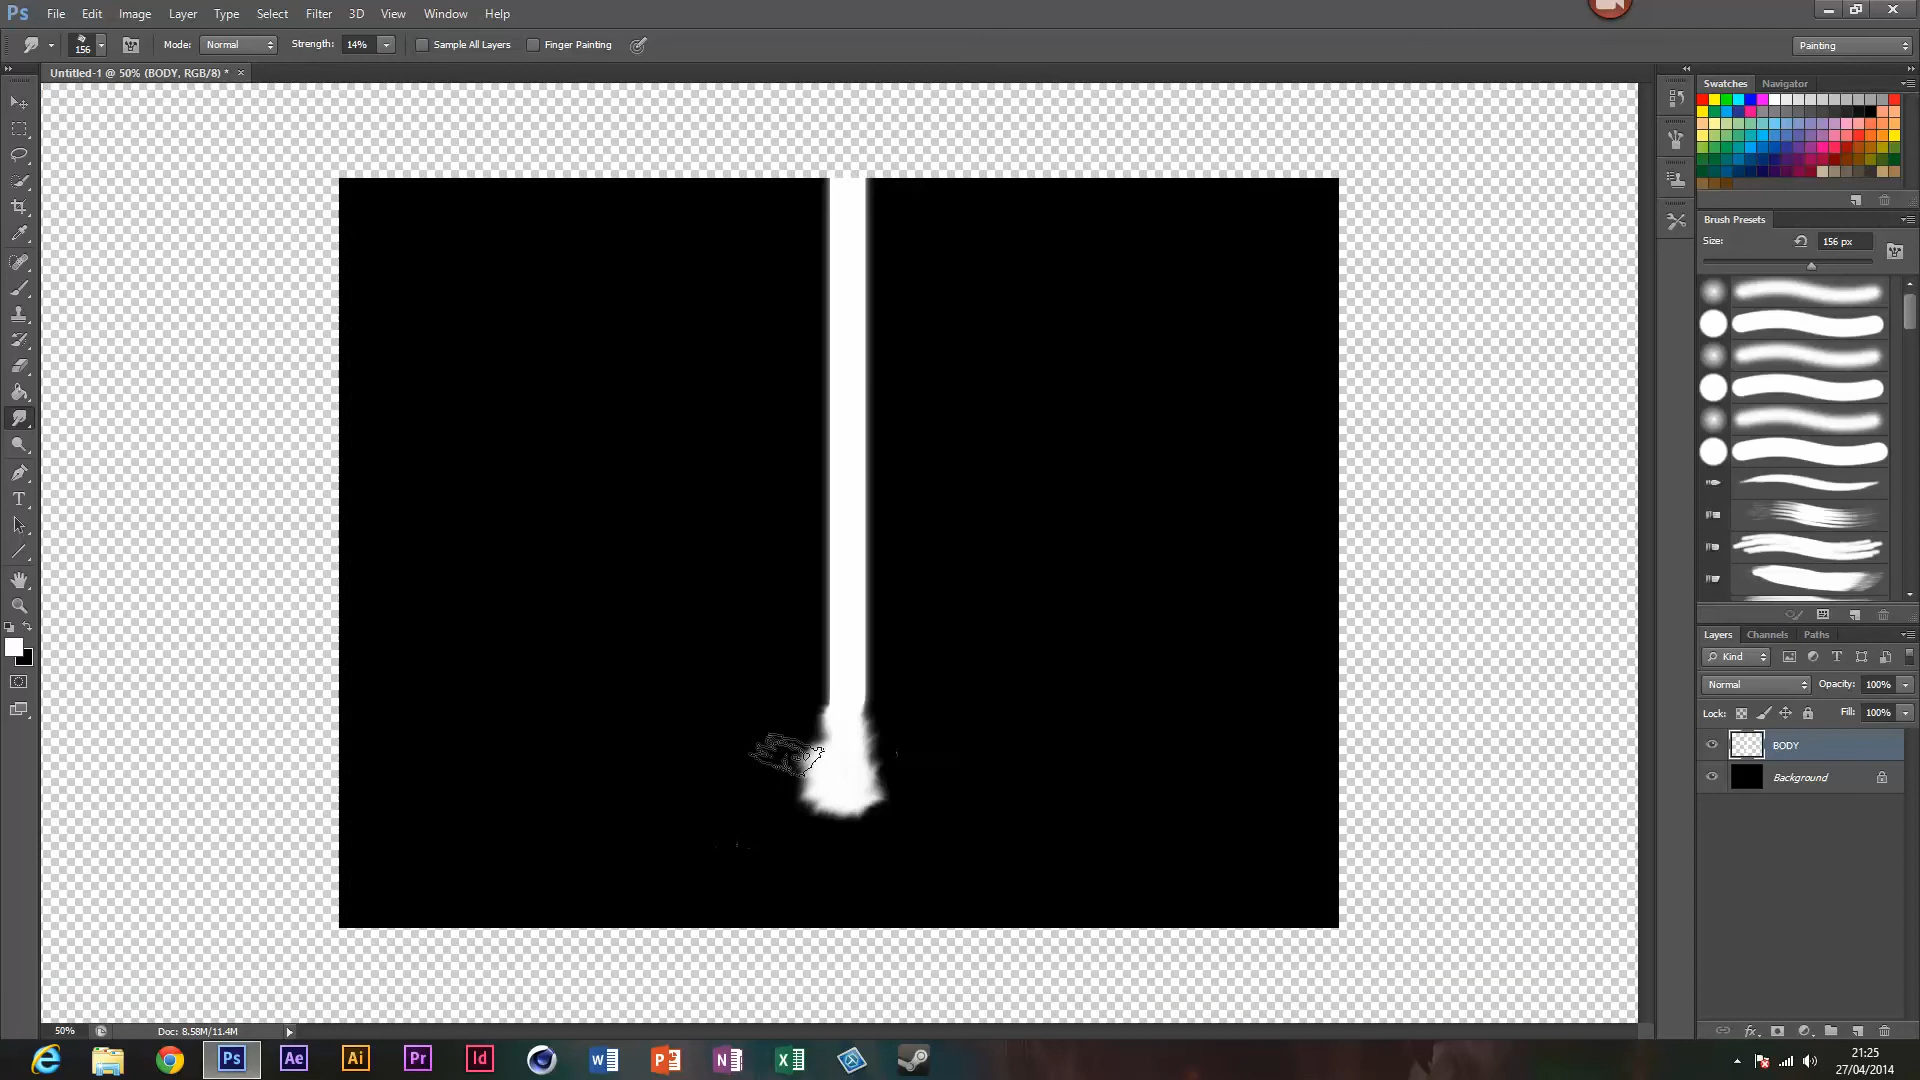 Ps File Edit Image Layer Type Select Filter 3D View Window Help
156 Mode: Normal Strength: 14% Sample All Layers Finger Painting Painting
Untitled-1 @ 50% (BODY, RGB/8) * ×
Swatches Navigator
Brush Presets
Size: 156 px
Layers Channels Paths
Kind
Normal Opacity: 100%
Lock: Fill: 100%
BODY
Background
50% Doc: 8.58M/11.4M
Ps Ae Ai Pr Id
21:25
27/04/2014